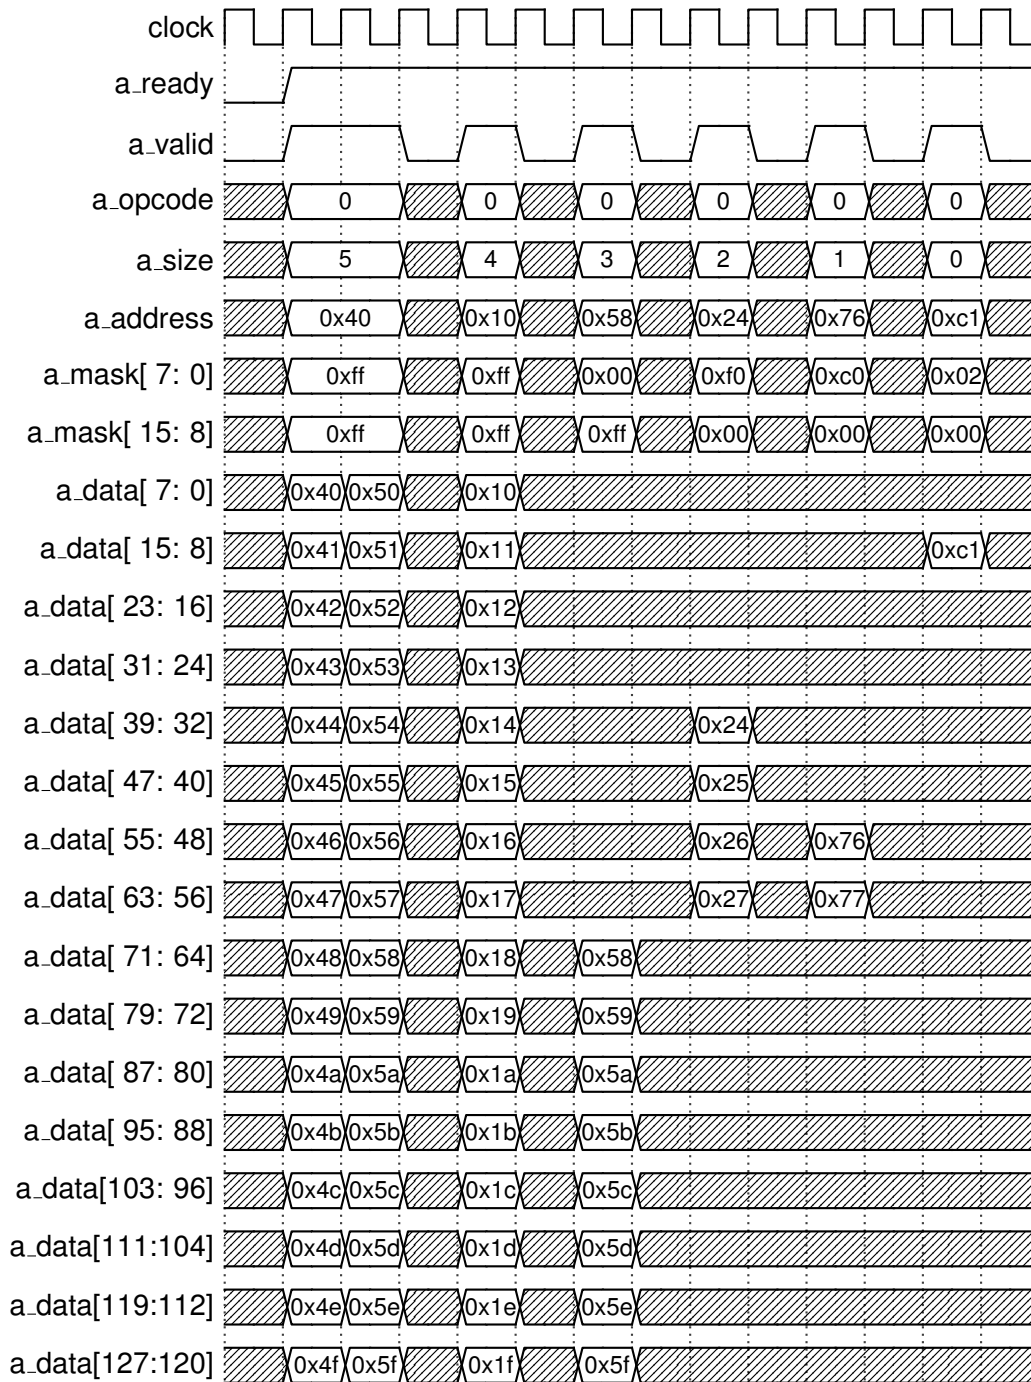 clock
a_ready
a_valid
a_opcode 0 0 0 0 0 0
a_size 5 4 3 2 1 0
a_address 0x40 0x10 0x58 0x24 0x76 0xc1
a_mask[ 7: 0] 0xff 0xff 0x00 0xf0 0xc0 0x02
a_mask[ 15: 8] 0xff 0xff 0xff 0x00 0x00 0x00
a_data[ 7: 0] 0x40 0x50 0x10
a_data[ 15: 8] 0x41 0x51 0x11 0xc1
a_data[ 23: 16] 0x42 0x52 0x12
a_data[ 31: 24] 0x43 0x53 0x13
a_data[ 39: 32] 0x44 0x54 0x14 0x24
a_data[ 47: 40] 0x45 0x55 0x15 0x25
a_data[ 55: 48] 0x46 0x56 0x16 0x26 0x76
a_data[ 63: 56] 0x47 0x57 0x17 0x27 0x77
a_data[ 71: 64] 0x48 0x58 0x18 0x58
a_data[ 79: 72] 0x49 0x59 0x19 0x59
a_data[ 87: 80] 0x4a 0x5a 0x1a 0x5a
a_data[ 95: 88] 0x4b 0x5b 0x1b 0x5b
a_data[103: 96] 0x4c 0x5c 0x1c 0x5c
a_data[111:104] 0x4d 0x5d 0x1d 0x5d
a_data[119:112] 0x4e 0x5e 0x1e 0x5e
a_data[127:120] 0x4f 0x5f 0x1f 0x5f